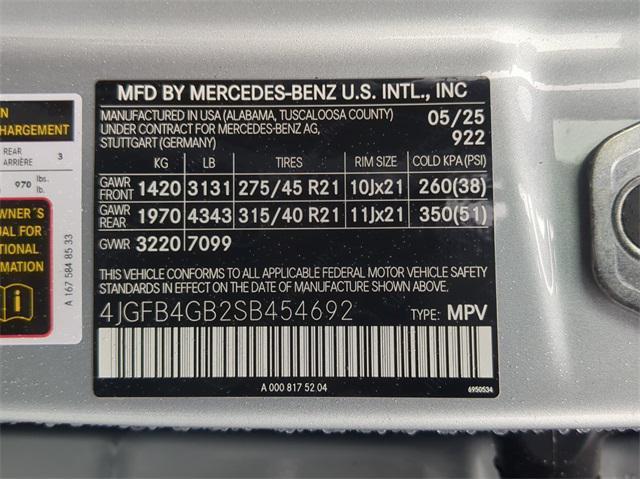 N
HARGEMENT
REAR
ARRIÈRE 3
970 lbs.
lb.
WNER'S
UAL FOR
TIONAL
RMATION
A 167 584 85 33
MFD BY MERCEDES-BENZ U.S. INTL., INC
MANUFACTURED IN USA (ALABAMA, TUSCALOOSA COUNTY) 05/25
UNDER CONTRACT FOR MERCEDES-BENZ AG, 922
STUTTGART (GERMANY)
KG LB TIRES RIM SIZE COLD KPA (PSI)
GAWR FRONT 1420 3131 275/45 R21 10Jx21 260(38)
GAWR REAR 1970 4343 315/40 R21 11Jx21 350(51)
GVWR 3220 7099
THIS VEHICLE CONFORMS TO ALL APPLICABLE FEDERAL MOTOR VEHICLE SAFETY
STANDARDS IN EFFECT ON THE DATE OF MANUFACTURE SHOWN ABOVE.
4JGFB4GB2SB454692 TYPE: MPV
A 000 817 52 04 6950534